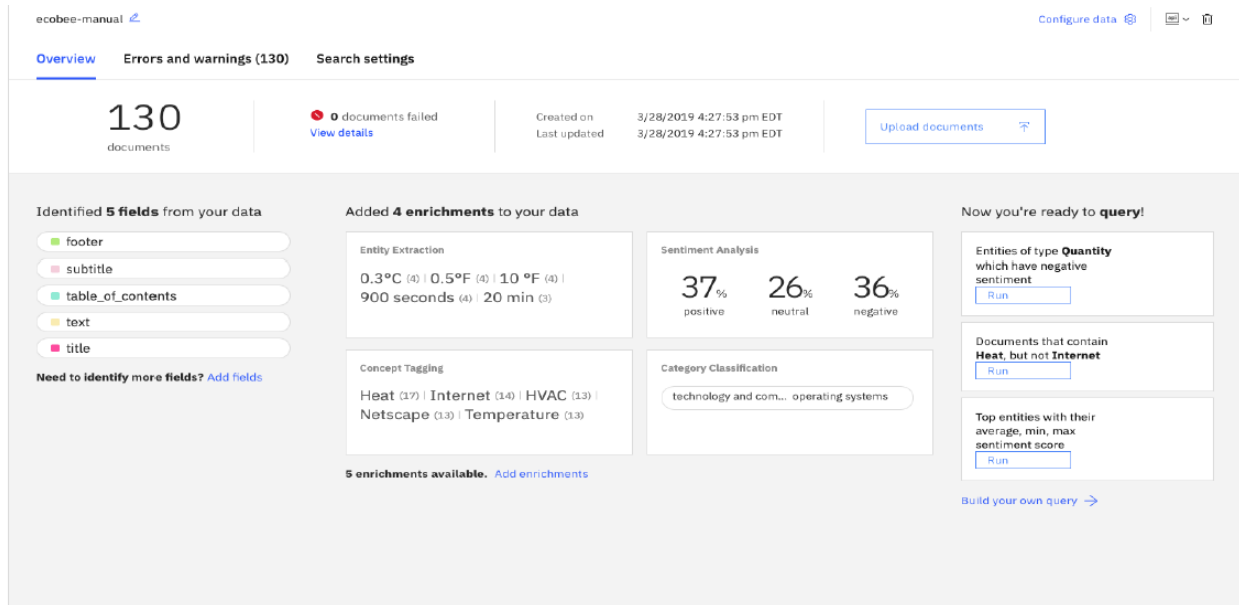 ecobee-manual
Configure data
Overview
Errors and warnings (130)
Search settings
130
documents
0 documents failed
View details
Created on 3/28/2019 4:27:53 pm EDT
Last updated 3/28/2019 4:27:53 pm EDT
Upload documents
Identified 5 fields from your data
footer
subtitle
table_of_contents
text
title
Need to identify more fields? Add fields
Added 4 enrichments to your data
Entity Extraction
0.3°C (4) | 0.5°F (4) | 10 °F (4) |
900 seconds (4) | 20 min (3)
Sentiment Analysis
37% 26% 36%
positive neutral negative
Concept Tagging
Heat (17) | Internet (14) | HVAC (13) |
Netscape (13) | Temperature (13)
Category Classification
technology and com... operating systems
5 enrichments available. Add enrichments
Now you're ready to query!
Entities of type Quantity
which have negative
sentiment
Run
Documents that contain
Heat, but not Internet
Run
Top entities with their
average, min, max
sentiment score
Run
Build your own query